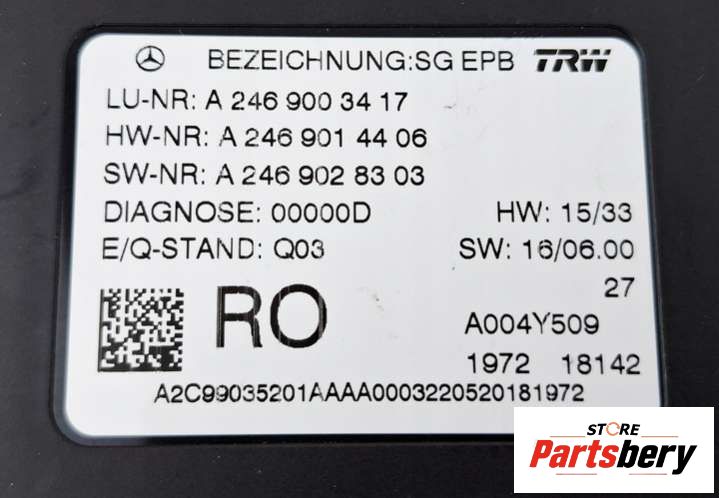 BEZEICHNUNG:SG EPB TRW
LU-NR: A 246 900 34 17
HW-NR: A 246 901 44 06
SW-NR: A 246 902 83 03
DIAGNOSE: 00000D HW: 15/33
E/Q-STAND: Q03 SW: 16/06.00
27
RO A004Y509
1972 18142
A2C99035201AAAA0003220520181972
STORE
Partsbery